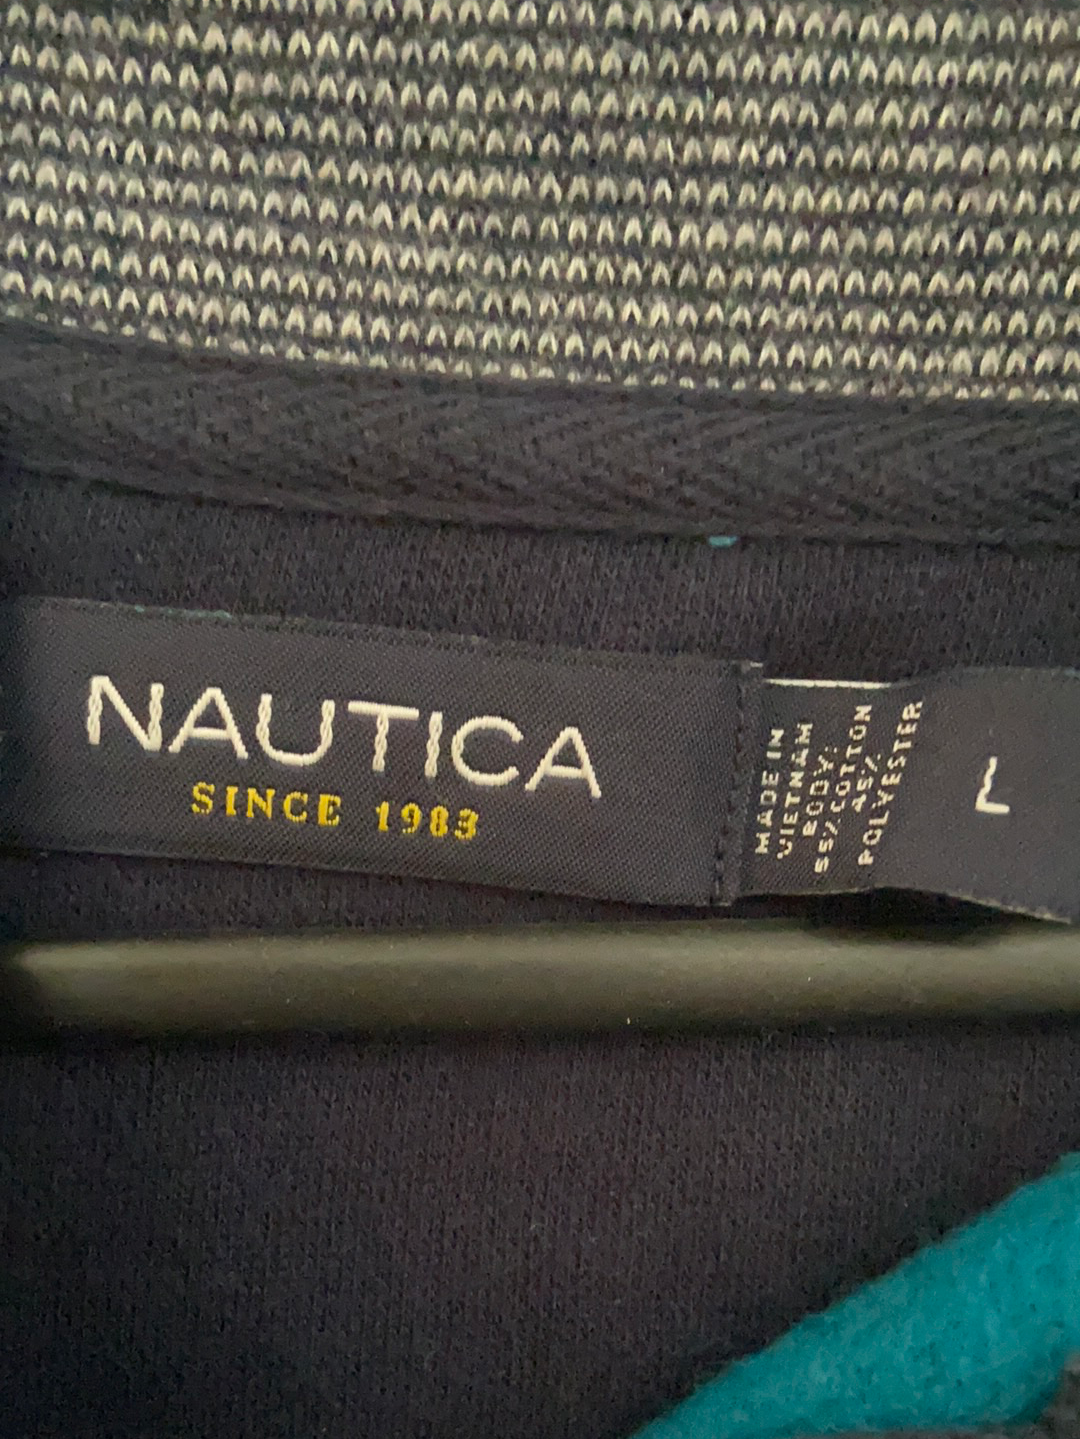 NAUTICA
SINCE 1983
MADE IN
VIETNAM
BODY:
55% COTTON
45%
POLYESTER
L